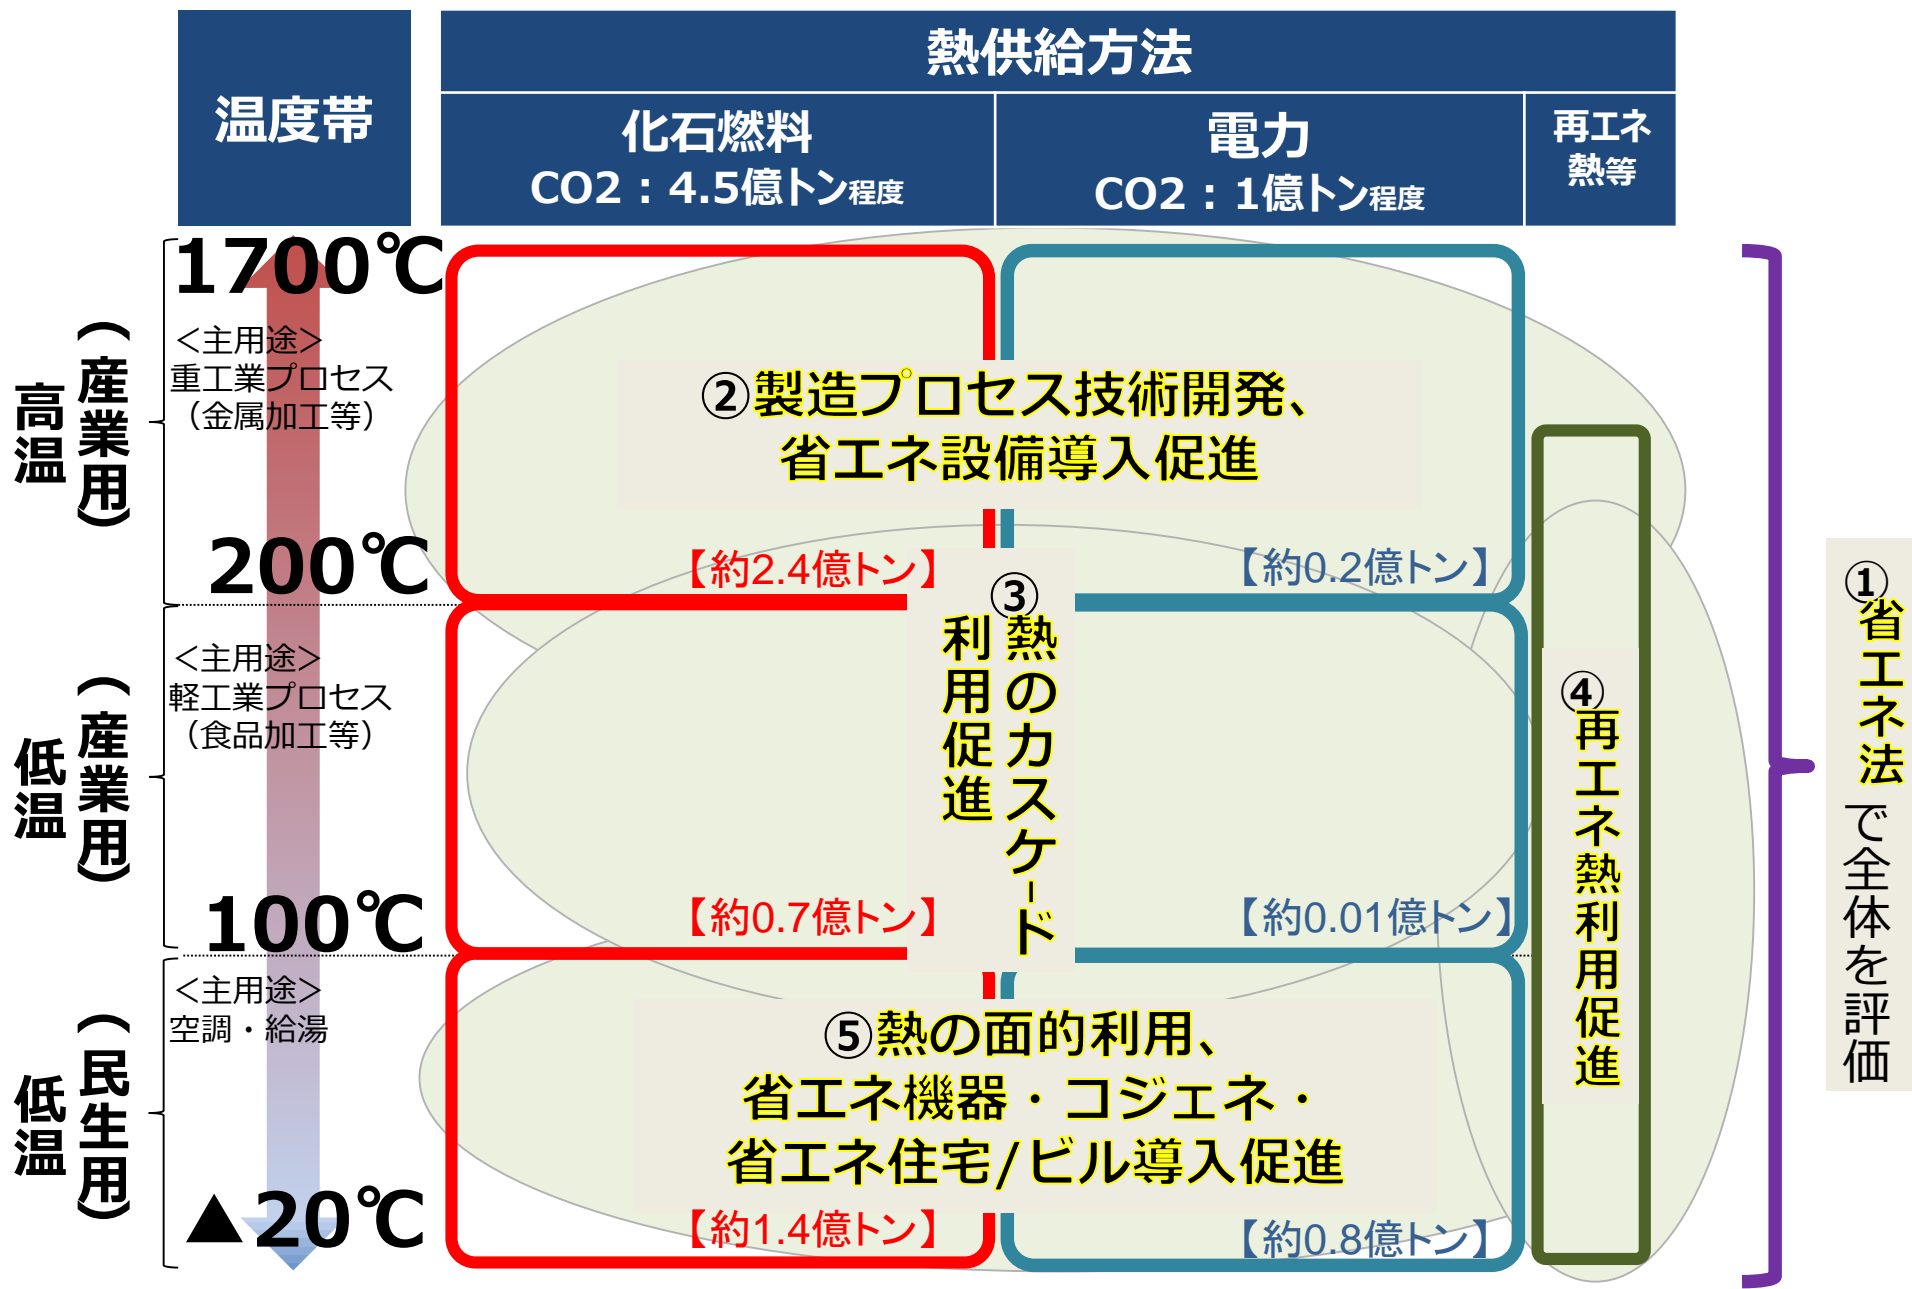 温度帯
熱供給方法
化石燃料
CO2：4.5億トン程度
電力
CO2：1億トン程度
再エネ
熱等
高温
（産業用）
1700℃
＜主用途＞
重工業プロセス
（金属加工等）
200℃
②製造プロセス技術開発、
省エネ設備導入促進
【約2.4億トン】
【約0.2億トン】
低温
（産業用）
＜主用途＞
軽工業プロセス
（食品加工等）
100℃
③熱のカスケード
利用促進
【約0.7億トン】
【約0.01億トン】
低温
（民生用）
＜主用途＞
空調・給湯
▲20℃
⑤熱の面的利用、
省エネ機器・コジェネ・
省エネ住宅/ビル導入促進
【約1.4億トン】
【約0.8億トン】
④再エネ熱利用促進
①省エネ法で全体を評価